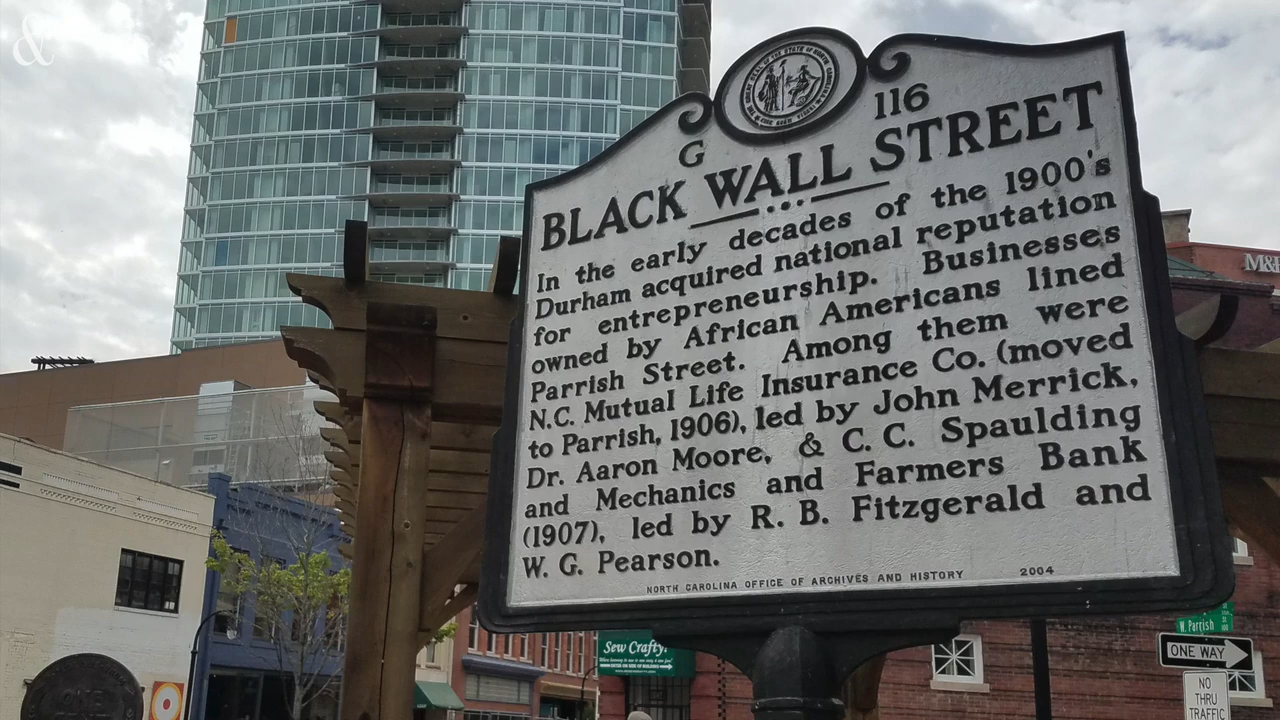 &
G 116
BLACK WALL STREET
In the early decades of the 1900's
Durham acquired national reputation
for entrepreneurship. Businesses
owned by African Americans lined
Parrish Street. Among them were
N.C. Mutual Life Insurance Co. (moved
to Parrish, 1906), led by John Merrick,
Dr. Aaron Moore, & C. C. Spaulding
and Mechanics and Farmers Bank
(1907), led by R. B. Fitzgerald and
W. G. Pearson.
NORTH CAROLINA OFFICE OF ARCHIVES AND HISTORY 2004
M&F
Sew Crafty!
W. Parrish St
ONE WAY
NO
THRU
TRAFFIC